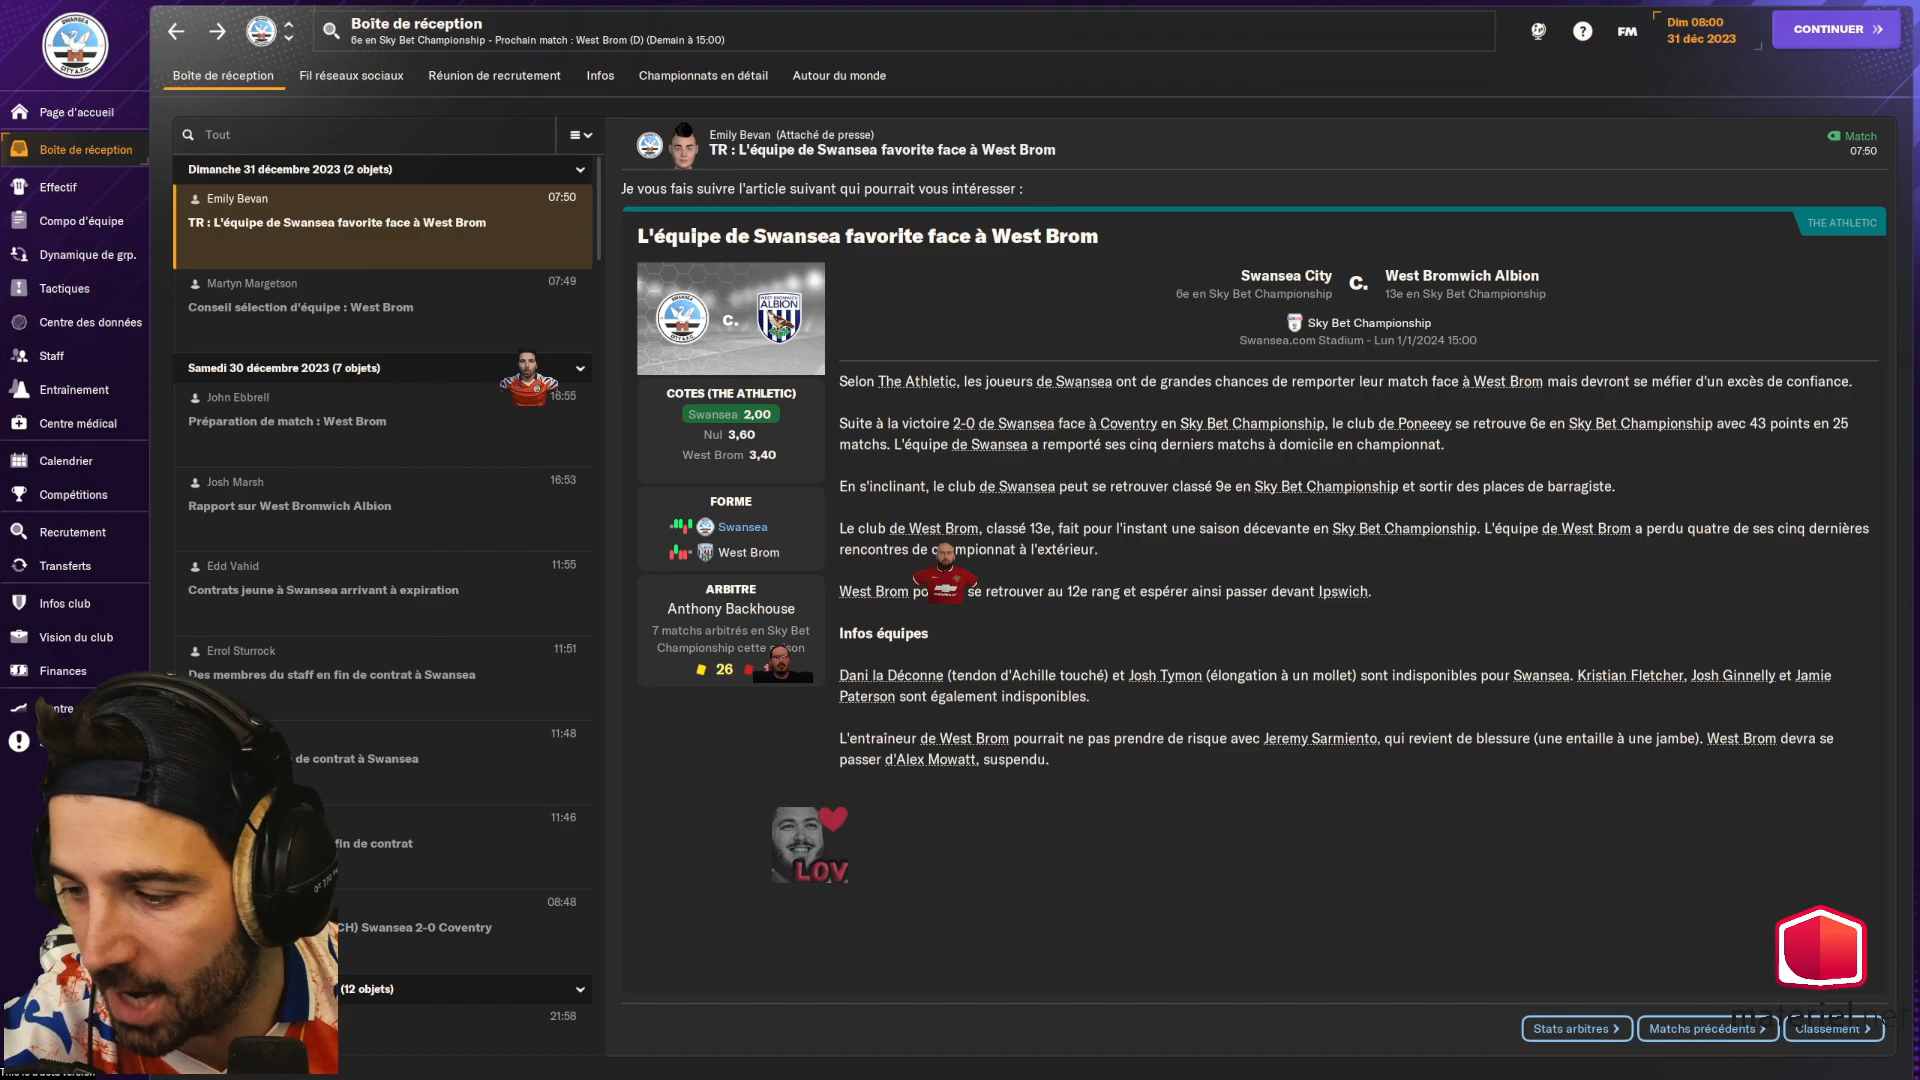 SWANSEA
CITY A.F.C.
Boîte de réception
6e en Sky Bet Championship - Prochain match : West Brom (D) (Demain à 15:00)
?
FM
Dim 08:00
31 déc 2023
CONTINUER
Boîte de réception
Fil réseaux sociaux
Réunion de recrutement
Infos
Championnats en détail
Autour du monde
Page d'accueil
Boîte de réception
Effectif
Compo d'équipe
Dynamique de grp.
Tactiques
Centre des données
Staff
Entraînement
Centre médical
Calendrier
Compétitions
Recrutement
Transferts
Infos club
Vision du club
Finances
Tout
Dimanche 31 décembre 2023 (2 objets)
Emily Bevan
07:50
TR : L'équipe de Swansea favorite face à West Brom
Martyn Margetson
07:49
Conseil sélection d'équipe : West Brom
Samedi 30 décembre 2023 (7 objets)
John Ebbrell
16:55
Préparation de match : West Brom
Josh Marsh
16:53
Rapport sur West Bromwich Albion
Edd Vahid
11:55
Contrats jeune à Swansea arrivant à expiration
Errol Sturrock
11:51
Des membres du staff en fin de contrat à Swansea
11:48
de contrat à Swansea
11:46
fin de contrat
08:48
CH) Swansea 2-0 Coventry
(12 objets)
21:58
Emily Bevan (Attaché de presse)
TR : L'équipe de Swansea favorite face à West Brom
Match
07:50
Je vous fais suivre l'article suivant qui pourrait vous intéresser :
THE ATHLETIC
L'équipe de Swansea favorite face à West Brom
c.
ALBION
Swansea City
6e en Sky Bet Championship
c.
West Bromwich Albion
13e en Sky Bet Championship
Sky Bet Championship
Swansea.com Stadium - Lun 1/1/2024 15:00
COTES (THE ATHLETIC)
Swansea 2,00
Nul 3,60
West Brom 3,40
FORME
Swansea
West Brom
ARBITRE
Anthony Backhouse
7 matchs arbitrés en Sky Bet
Championship cette saison
26
Selon The Athletic, les joueurs de Swansea ont de grandes chances de remporter leur match face à West Brom mais devront se méfier d'un excès de confiance.
Suite à la victoire 2-0 de Swansea face à Coventry en Sky Bet Championship, le club de Poneeey se retrouve 6e en Sky Bet Championship avec 43 points en 25
matchs. L'équipe de Swansea a remporté ses cinq derniers matchs à domicile en championnat.
En s'inclinant, le club de Swansea peut se retrouver classé 9e en Sky Bet Championship et sortir des places de barragiste.
Le club de West Brom, classé 13e, fait pour l'instant une saison décevante en Sky Bet Championship. L'équipe de West Brom a perdu quatre de ses cinq dernières
rencontres de championnat à l'extérieur.
West Brom se retrouver au 12e rang et espérer ainsi passer devant Ipswich.
Infos équipes
Dani la Déconne (tendon d'Achille touché) et Josh Tymon (élongation à un mollet) sont indisponibles pour Swansea. Kristian Fletcher, Josh Ginnelly et Jamie
Paterson sont également indisponibles.
L'entraîneur de West Brom pourrait ne pas prendre de risque avec Jeremy Sarmiento, qui revient de blessure (une entaille à une jambe). West Brom devra se
passer d'Alex Mowatt, suspendu.
LOV
Stats arbitres
Matchs précédents
Classement
materiel.net